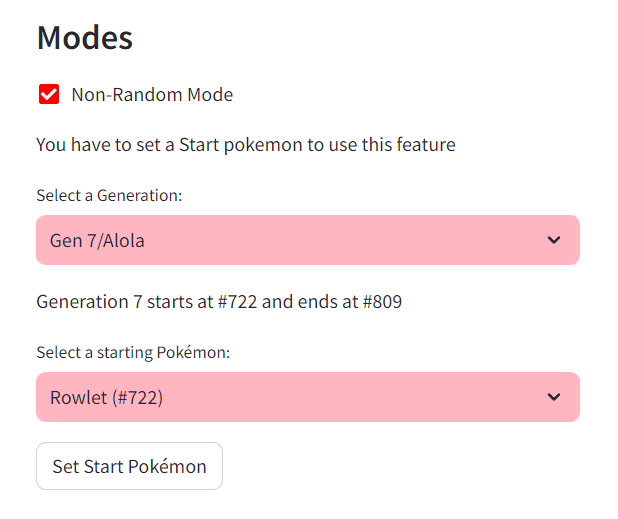 Modes
Non-Random Mode
You have to set a Start pokemon to use this feature
Select a Generation:
Gen 7/Alola
Generation 7 starts at #722 and ends at #809
Select a starting Pokémon:
Rowlet (#722)
Set Start Pokémon